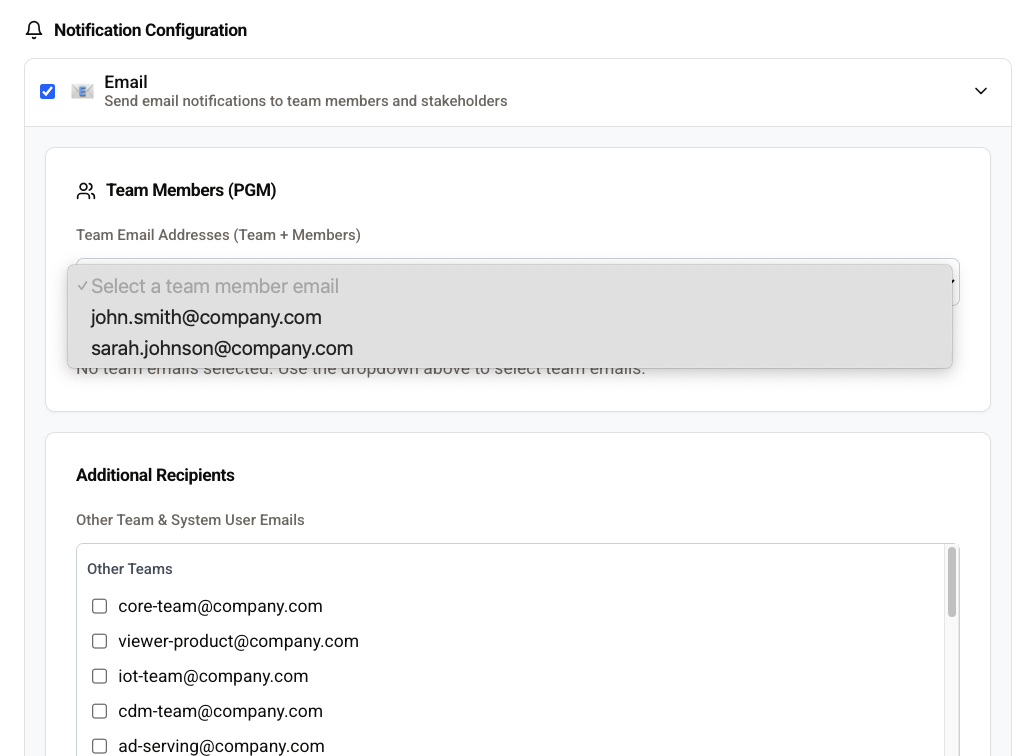 Notification Configuration
Email
Send email notifications to team members and stakeholders
Team Members (PGM)
Team Email Addresses (Team + Members)
Select a team member email
john.smith@company.com
sarah.johnson@company.com
No team emails selected. Use the dropdown above to select team emails.
Additional Recipients
Other Team & System User Emails
Other Teams
core-team@company.com
viewer-product@company.com
iot-team@company.com
cdm-team@company.com
ad-serving@company.com